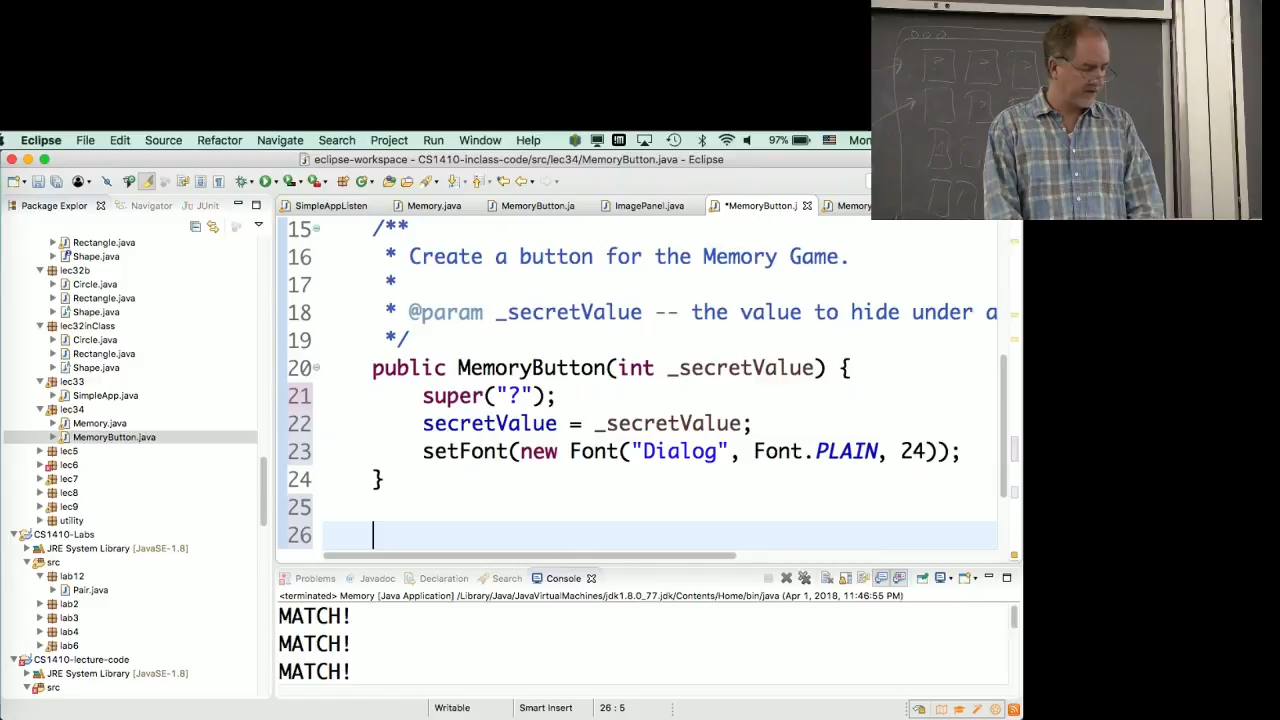 Eclipse File Edit Source Refactor Navigate Search Project Run Window Help 97% Mon
eclipse-workspace - CS1410-inclass-code/src/lec34/MemoryButton.java - Eclipse
Package Explor Navigator JUnit
SimpleAppListen Memory.java MemoryButton.ja ImagePanel.java *MemoryButton.j Memory
Rectangle.java
Shape.java
lec32b
Circle.java
Rectangle.java
Shape.java
lec32inClass
Circle.java
Rectangle.java
Shape.java
lec33
SimpleApp.java
lec34
Memory.java
MemoryButton.java
lec5
lec6
lec7
lec8
lec9
utility
CS1410-Labs
JRE System Library [JavaSE-1.8]
src
lab12
Pair.java
lab2
lab3
lab4
lab6
CS1410-lecture-code
JRE System Library [JavaSE-1.8]
src
15 /**
16 * Create a button for the Memory Game.
17 *
18 * @param _secretValue -- the value to hide under a
19 */
20 public MemoryButton(int _secretValue) {
21 super("?");
22 secretValue = _secretValue;
23 setFont(new Font("Dialog", Font.PLAIN, 24));
24 }
25
26
Problems Javadoc Declaration Search Console
<terminated> Memory [Java Application] /Library/Java/JavaVirtualMachines/jdk1.8.0_77.jdk/Contents/Home/bin/java (Apr 1, 2018, 11:46:55 PM)
MATCH!
MATCH!
MATCH!
Writable Smart Insert 26 : 5